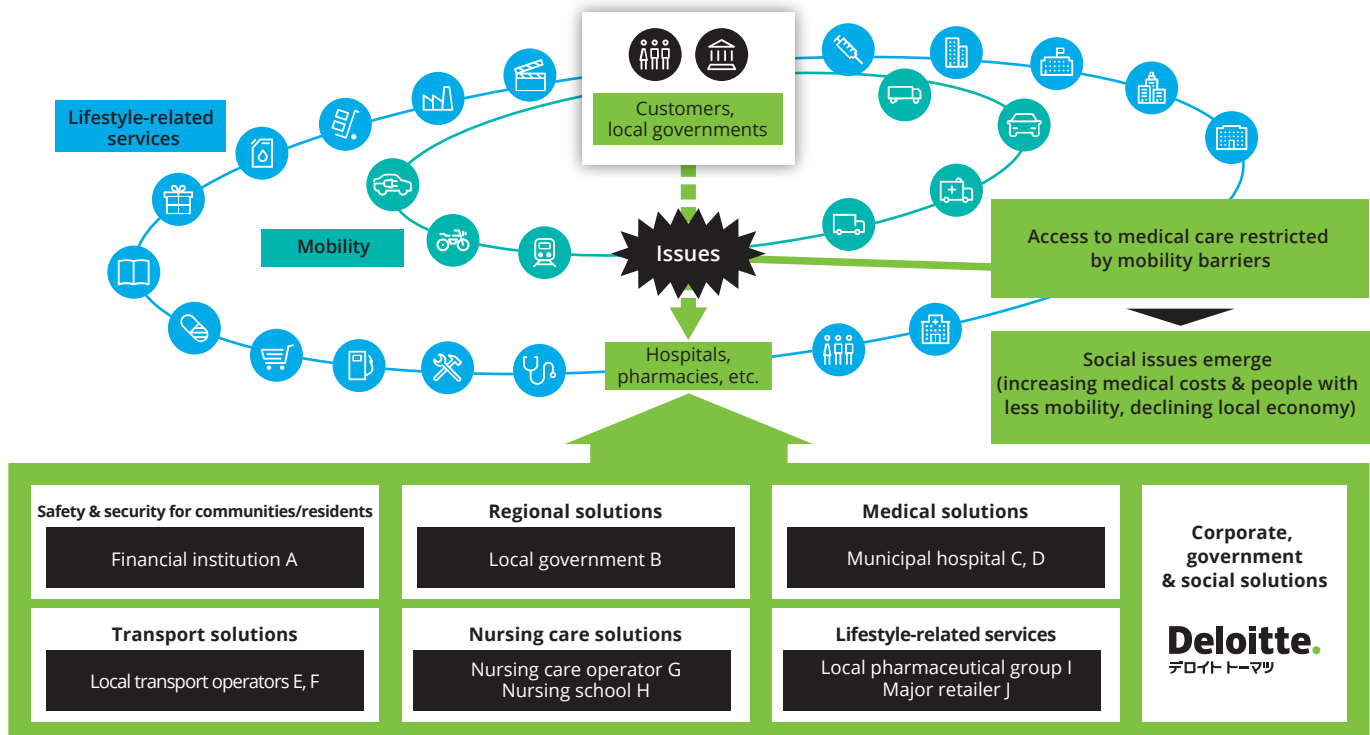 Customers,
local governments
Lifestyle-related
services
Mobility
Issues
Access to medical care restricted
by mobility barriers
Hospitals,
pharmacies, etc.
Social issues emerge
(increasing medical costs & people with
less mobility, declining local economy)
Safety & security for communities/residents
Financial institution A
Regional solutions
Local government B
Medical solutions
Municipal hospital C, D
Transport solutions
Local transport operators E, F
Nursing care solutions
Nursing care operator G
Nursing school H
Lifestyle-related services
Local pharmaceutical group I
Major retailer J
Corporate,
government
& social solutions
Deloitte.
デロイト トーマツ